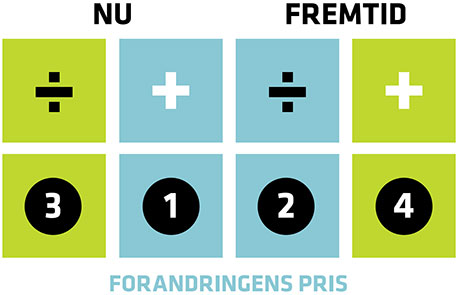 NU FREMTID
÷ + ÷ +
3 1 2 4
FORANDRINGENS PRIS